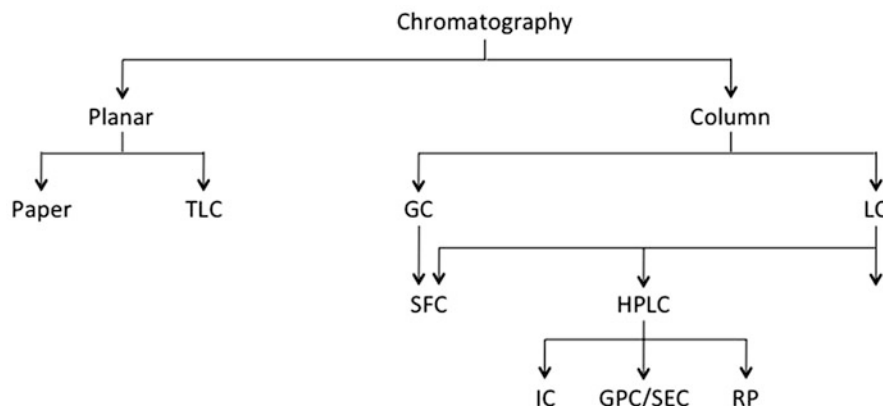 Chromatography
Planar Column
Paper TLC GC LC
SFC HPLC
IC GPC/SEC RP